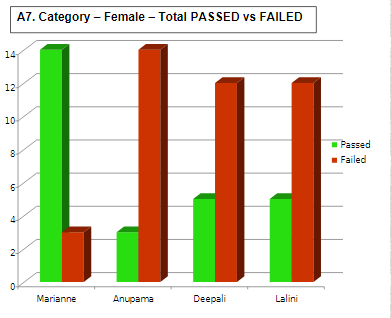 A7. Category – Female – Total PASSED vs FAILED
14
12
10
8
6
4
2
0
Passed
Failed
Marianne Anupama Deepali Lalini